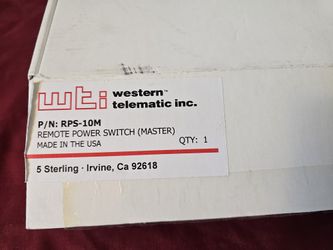 wti western™
telematic inc.
P/N: RPS-10M
REMOTE POWER SWITCH (MASTER)
MADE IN THE USA QTY: 1
5 Sterling · Irvine, Ca 92618